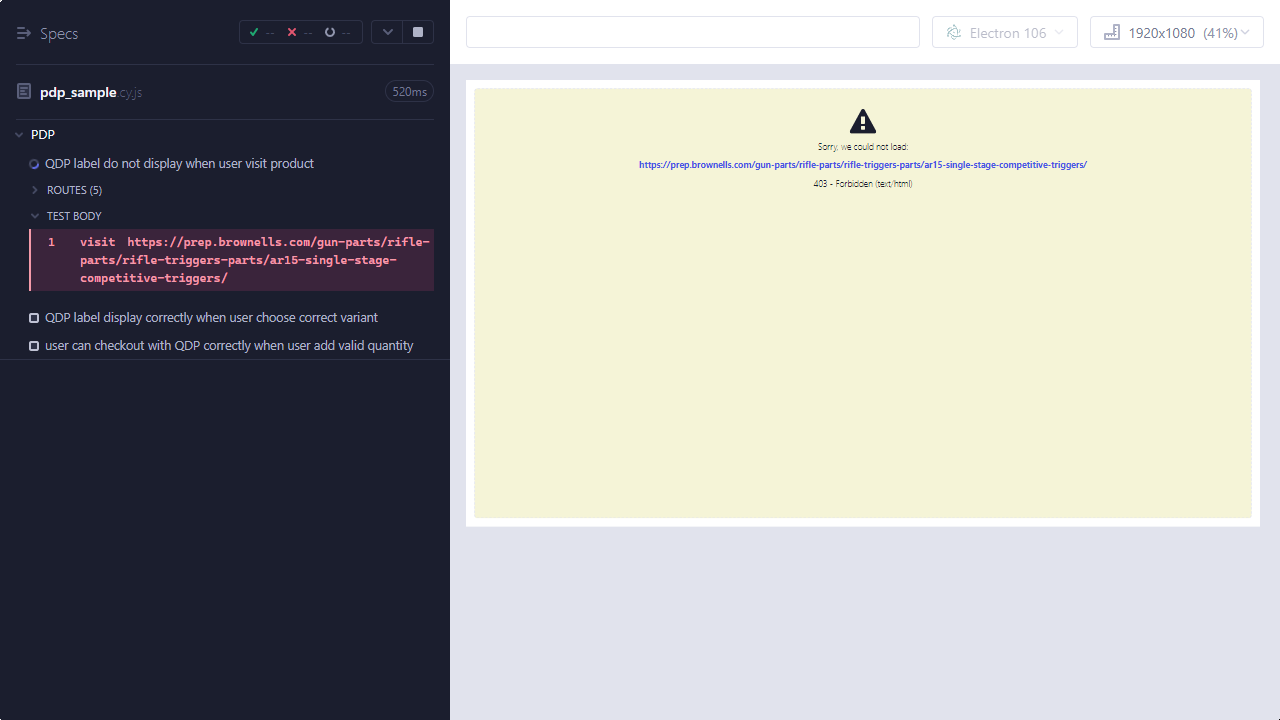 Specs
--
--
--
Electron 106
1920x1080 (41%)
pdp_sample.cy.js
520ms
PDP
QDP label do not display when user visit product
ROUTES (5)
TEST BODY
1 visit https://prep.brownells.com/gun-parts/rifle-
parts/rifle-triggers-parts/ar15-single-stage-
competitive-triggers/
QDP label display correctly when user choose correct variant
user can checkout with QDP correctly when user add valid quantity
Sorry, we could not load:
https://prep.brownells.com/gun-parts/rifle-parts/rifle-triggers-parts/ar15-single-stage-competitive-triggers/
403 - Forbidden (text/html)